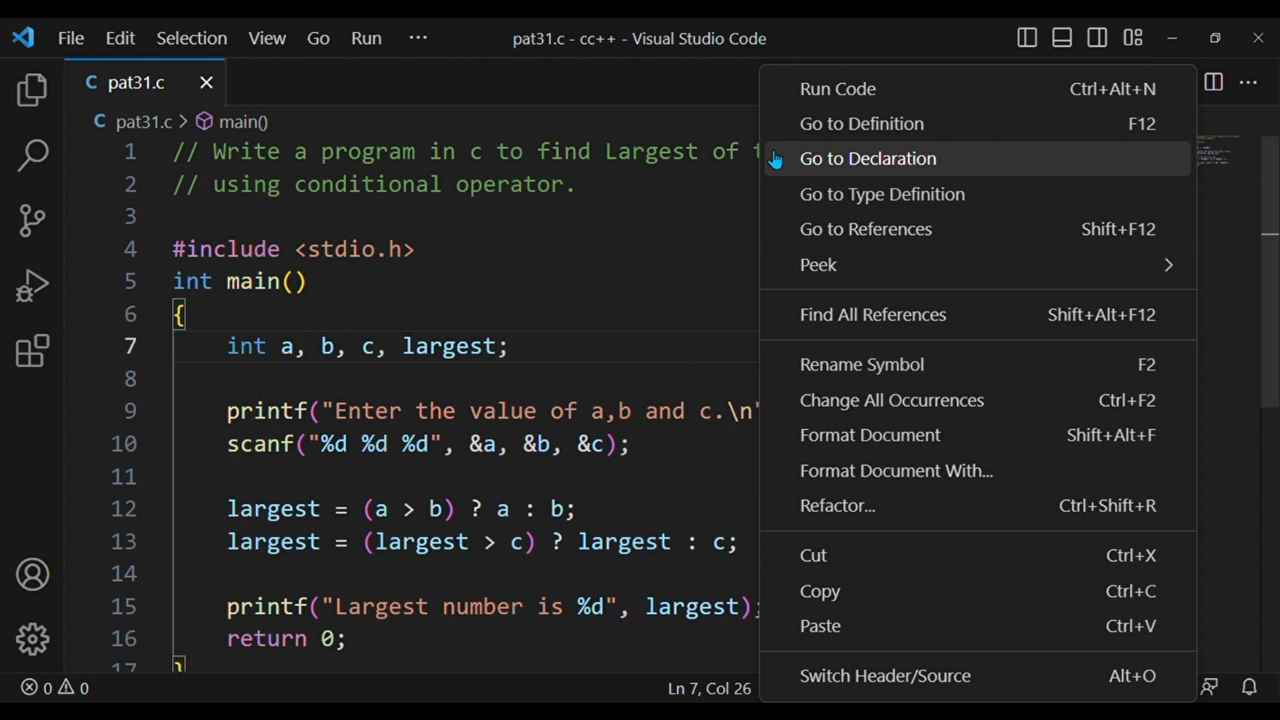 File Edit Selection View Go Run ··· pat31.c - cc++ - Visual Studio Code
C pat31.c
C pat31.c > main()
1 // Write a program in c to find Largest of
2 // using conditional operator.
3
4 #include <stdio.h>
5 int main()
6 {
7 int a, b, c, largest;
8
9 printf("Enter the value of a,b and c.\n"
10 scanf("%d %d %d", &a, &b, &c);
11
12 largest = (a > b) ? a : b;
13 largest = (largest > c) ? largest : c;
14
15 printf("Largest number is %d", largest);
16 return 0;
17 }
0 0 Ln 7, Col 26
Run Code Ctrl+Alt+N
Go to Definition F12
Go to Declaration
Go to Type Definition
Go to References Shift+F12
Peek >
Find All References Shift+Alt+F12
Rename Symbol F2
Change All Occurrences Ctrl+F2
Format Document Shift+Alt+F
Format Document With...
Refactor... Ctrl+Shift+R
Cut Ctrl+X
Copy Ctrl+C
Paste Ctrl+V
Switch Header/Source Alt+O